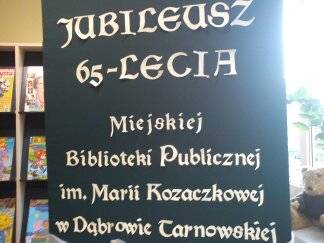 JUBILEUSZ
65-LECIA
Miejskiej
Biblioteki Publicznej
im. Marii Kozaczkowej
w Dąbrowie Tarnowskiej